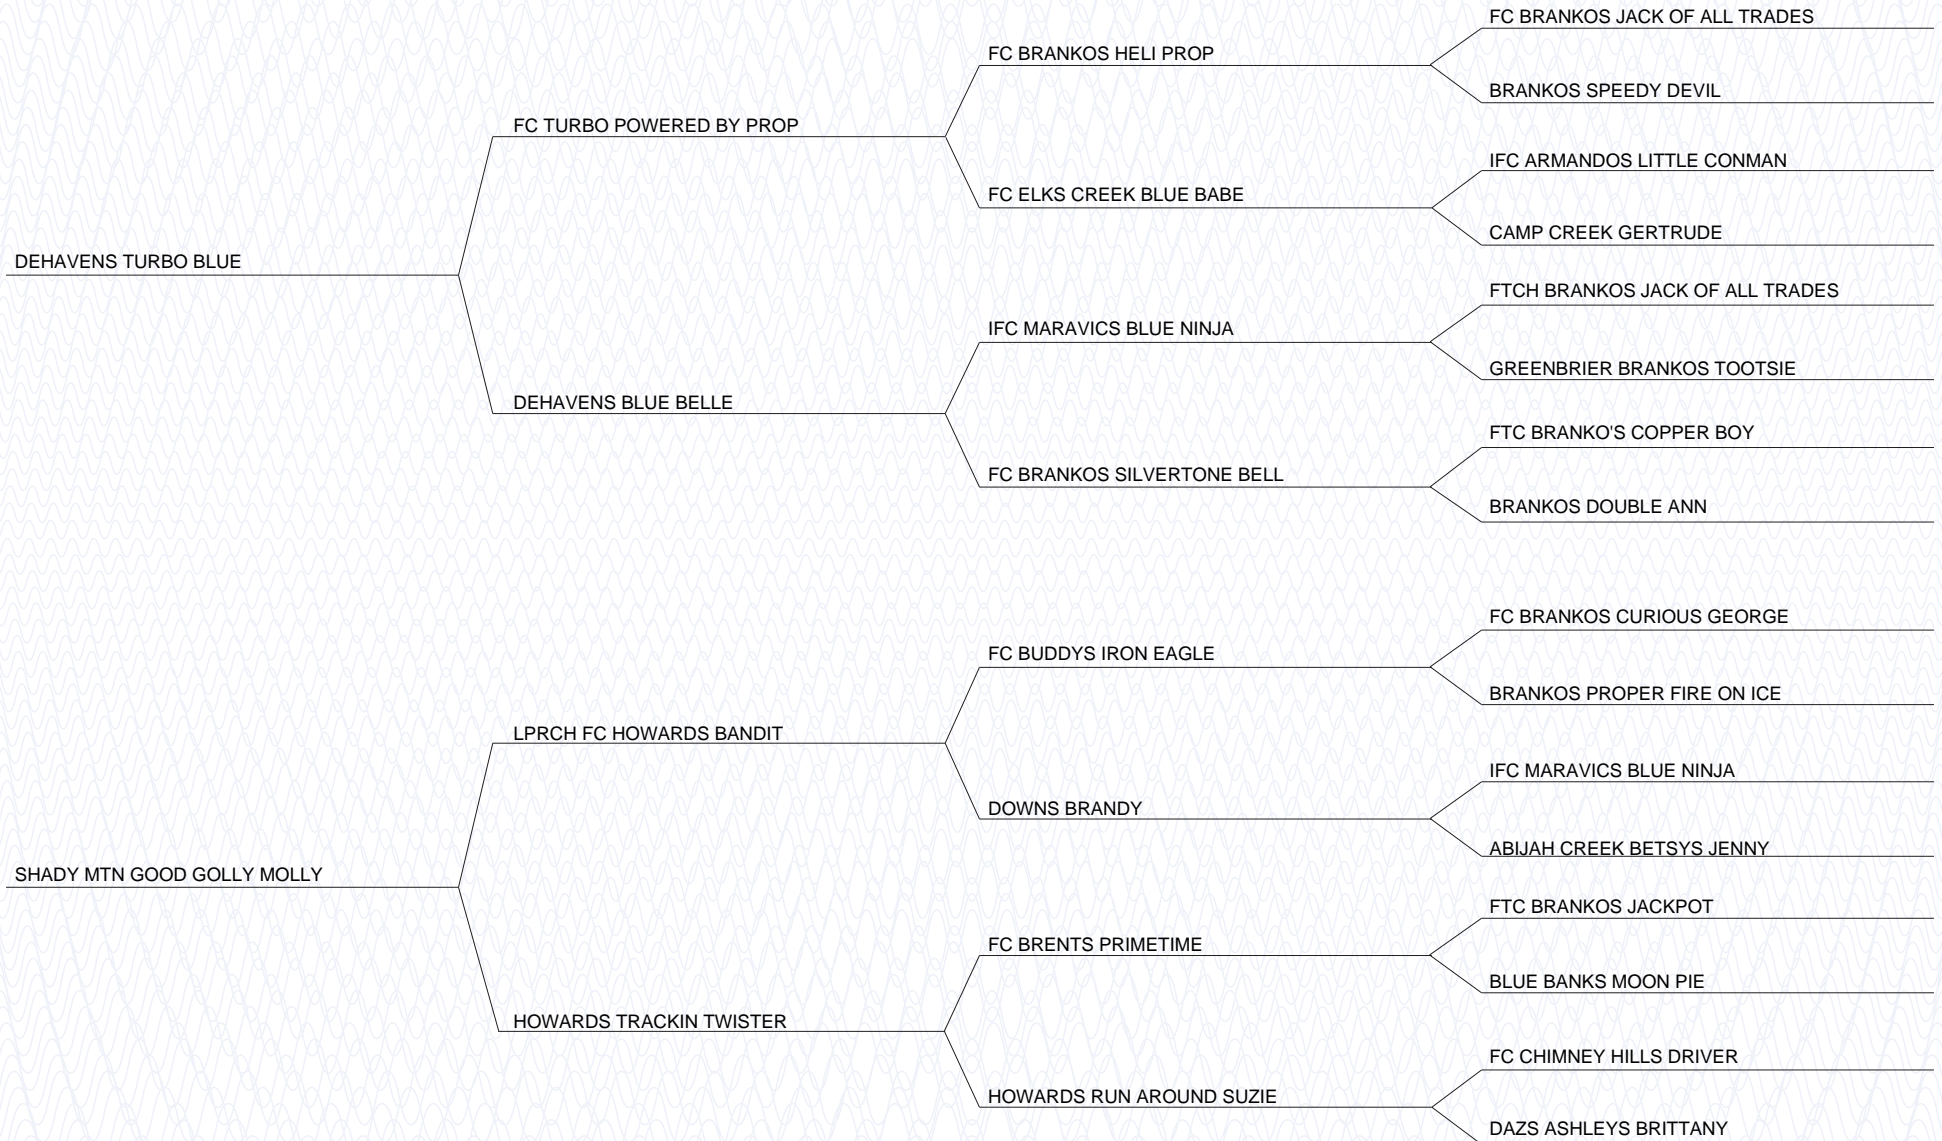 FC BRANKOS JACK OF ALL TRADES
FC BRANKOS HELI PROP
BRANKOS SPEEDY DEVIL
FC TURBO POWERED BY PROP
IFC ARMANDOS LITTLE CONMAN
FC ELKS CREEK BLUE BABE
CAMP CREEK GERTRUDE
DEHAVENS TURBO BLUE
FTCH BRANKOS JACK OF ALL TRADES
IFC MARAVICS BLUE NINJA
GREENBRIER BRANKOS TOOTSIE
DEHAVENS BLUE BELLE
FTC BRANKO'S COPPER BOY
FC BRANKOS SILVERTONE BELL
BRANKOS DOUBLE ANN
FC BRANKOS CURIOUS GEORGE
FC BUDDYS IRON EAGLE
BRANKOS PROPER FIRE ON ICE
LPRCH FC HOWARDS BANDIT
IFC MARAVICS BLUE NINJA
DOWNS BRANDY
ABIJAH CREEK BETSYS JENNY
SHADY MTN GOOD GOLLY MOLLY
FTC BRANKOS JACKPOT
FC BRENTS PRIMETIME
BLUE BANKS MOON PIE
HOWARDS TRACKIN TWISTER
FC CHIMNEY HILLS DRIVER
HOWARDS RUN AROUND SUZIE
DAZS ASHLEYS BRITTANY